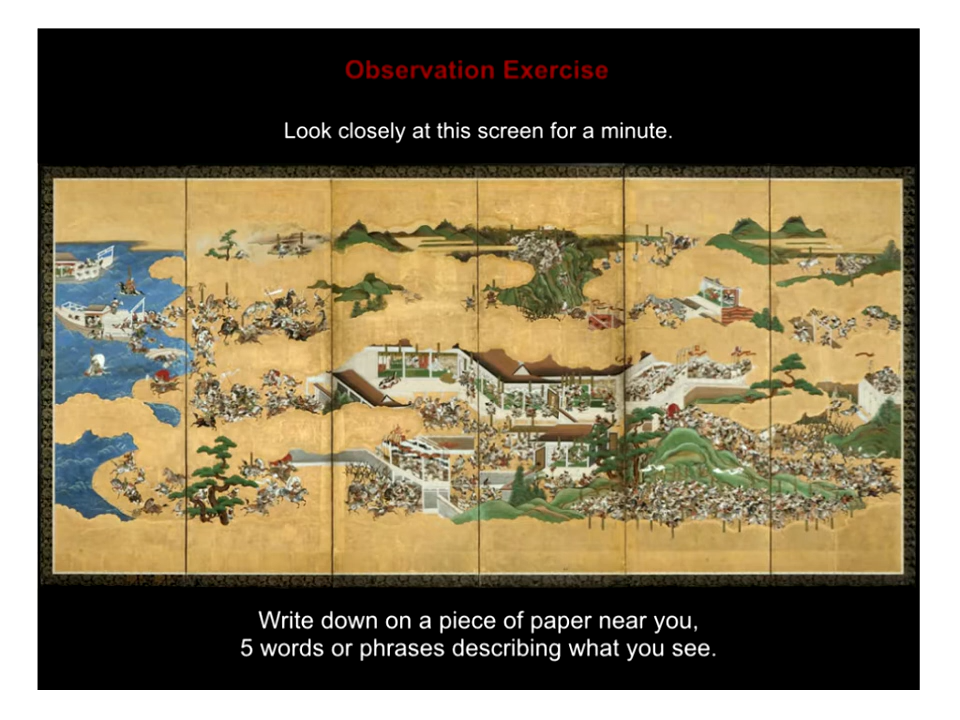 Observation Exercise
Look closely at this screen for a minute.
Write down on a piece of paper near you,
5 words or phrases describing what you see.